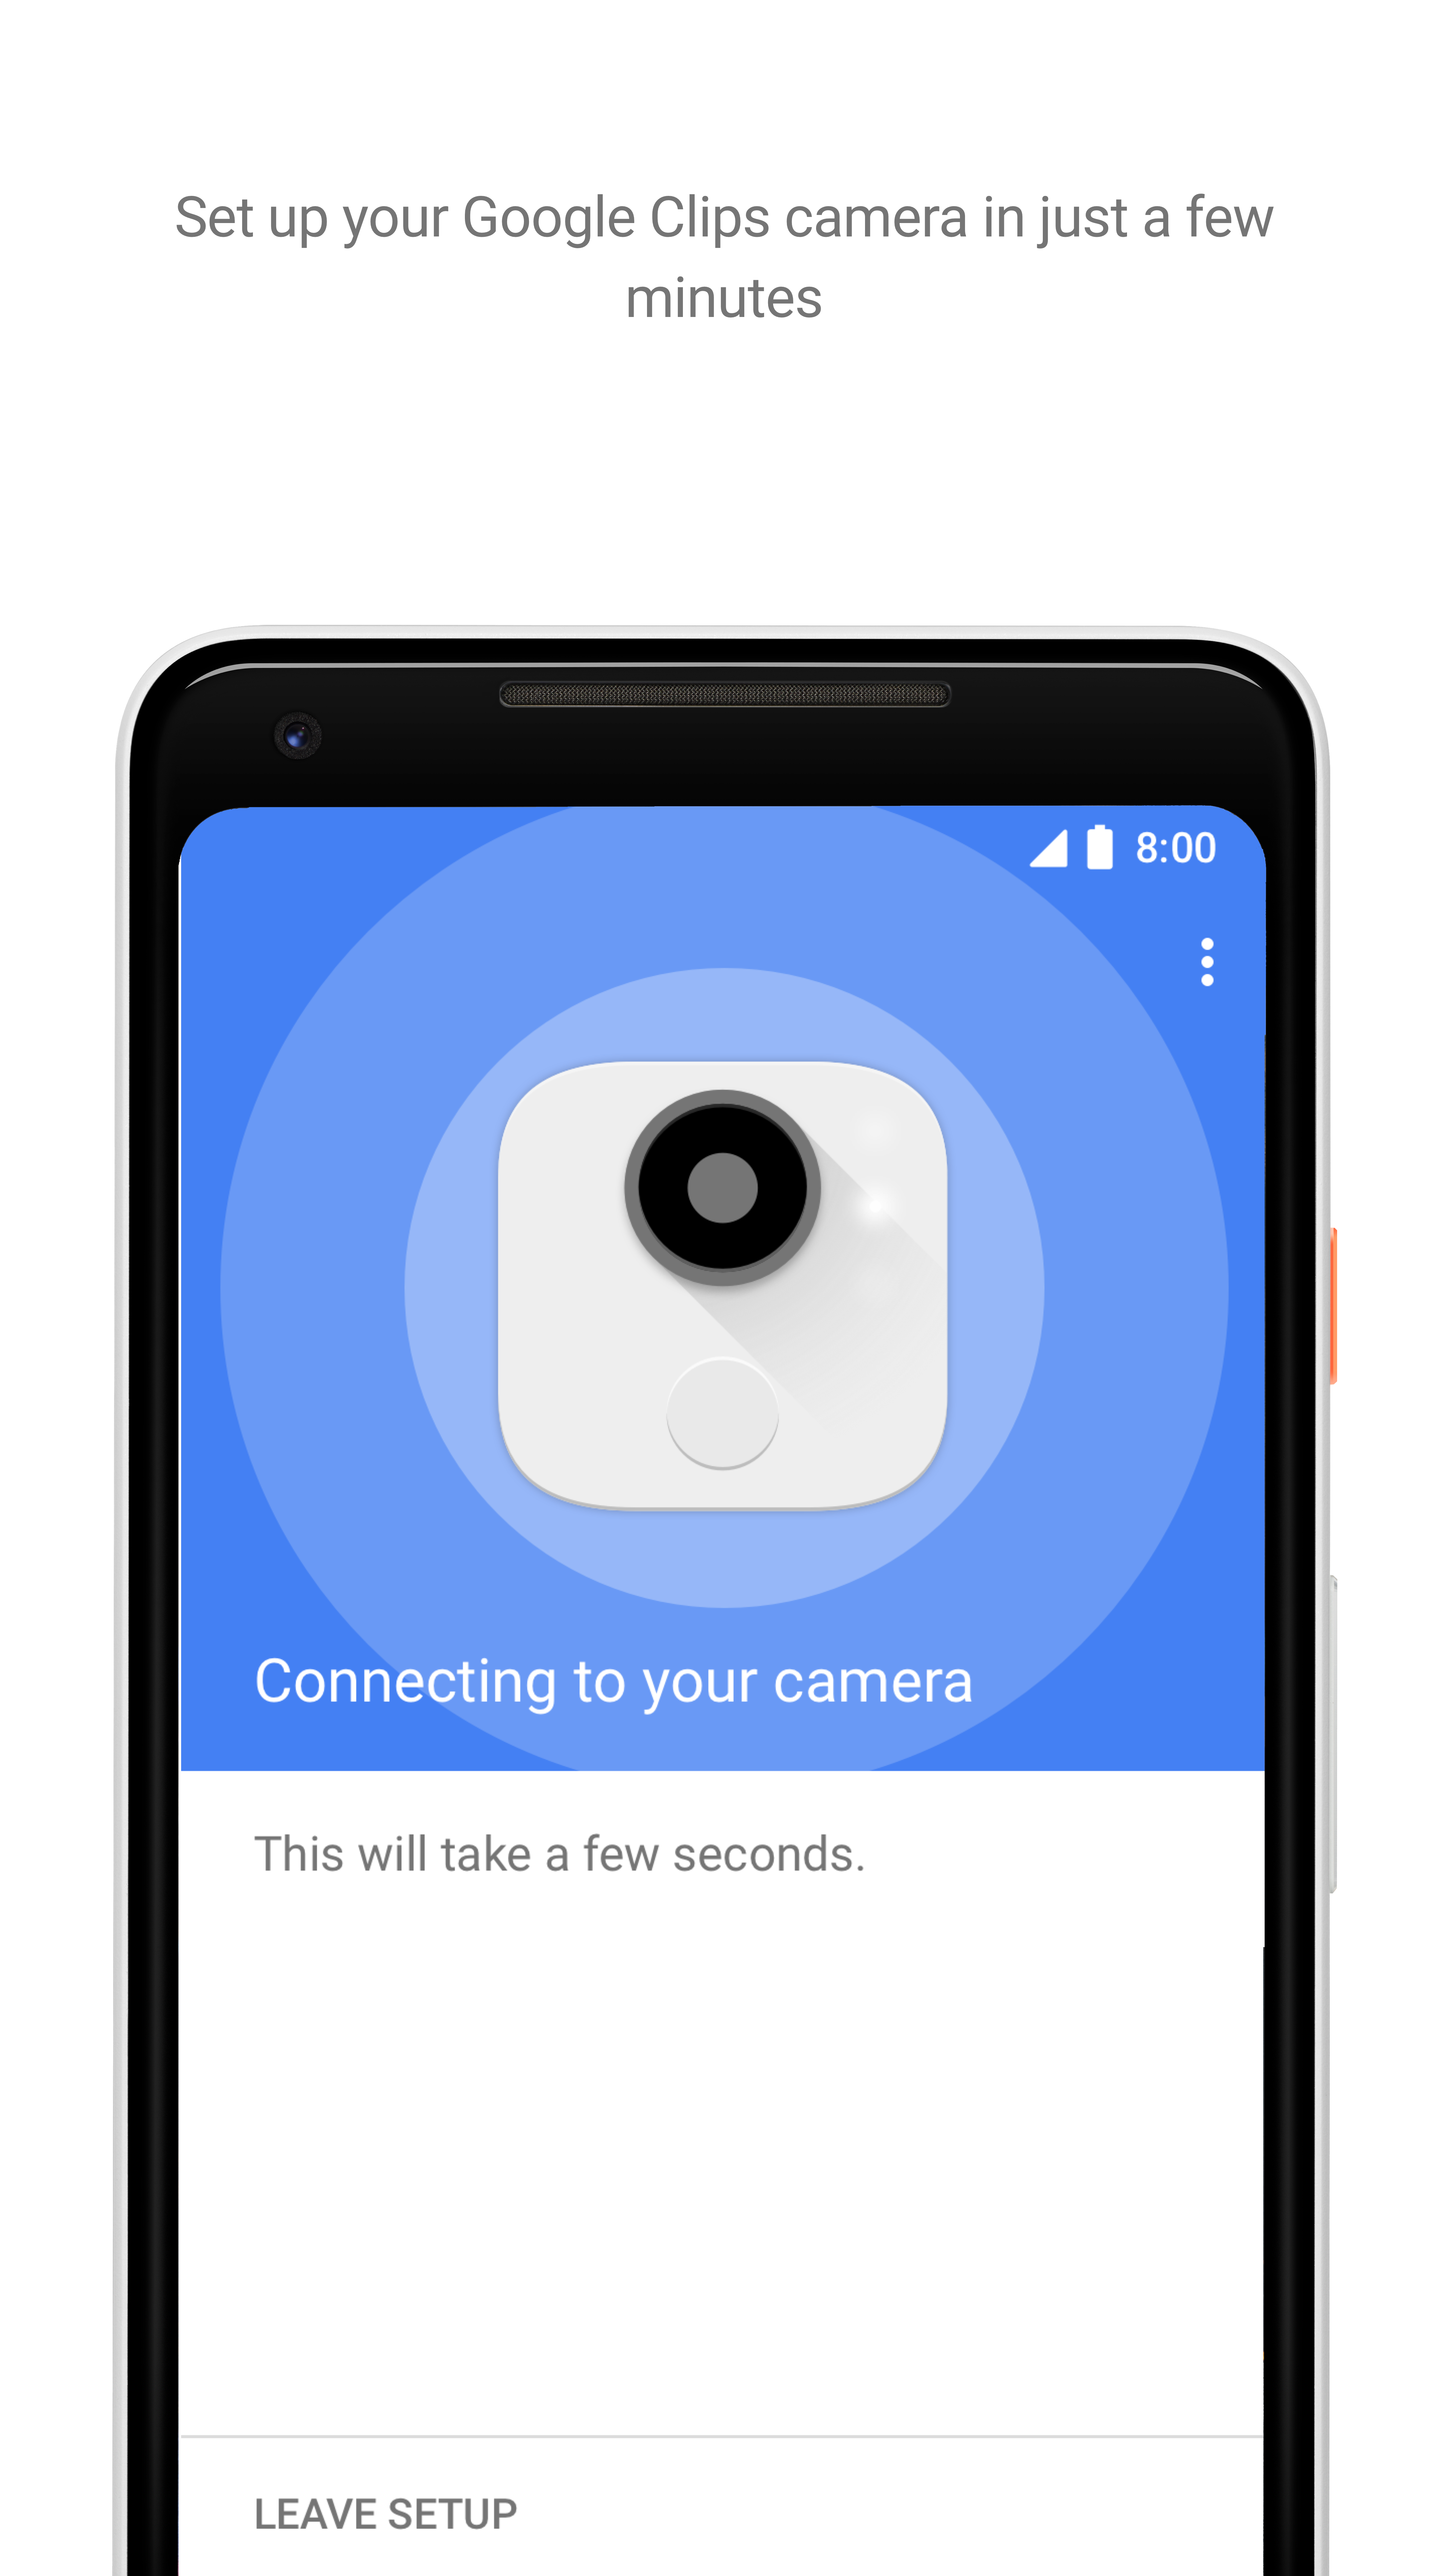 Set up your Google Clips camera in just a few
minutes
8:00
Connecting to your camera
This will take a few seconds.
LEAVE SETUP